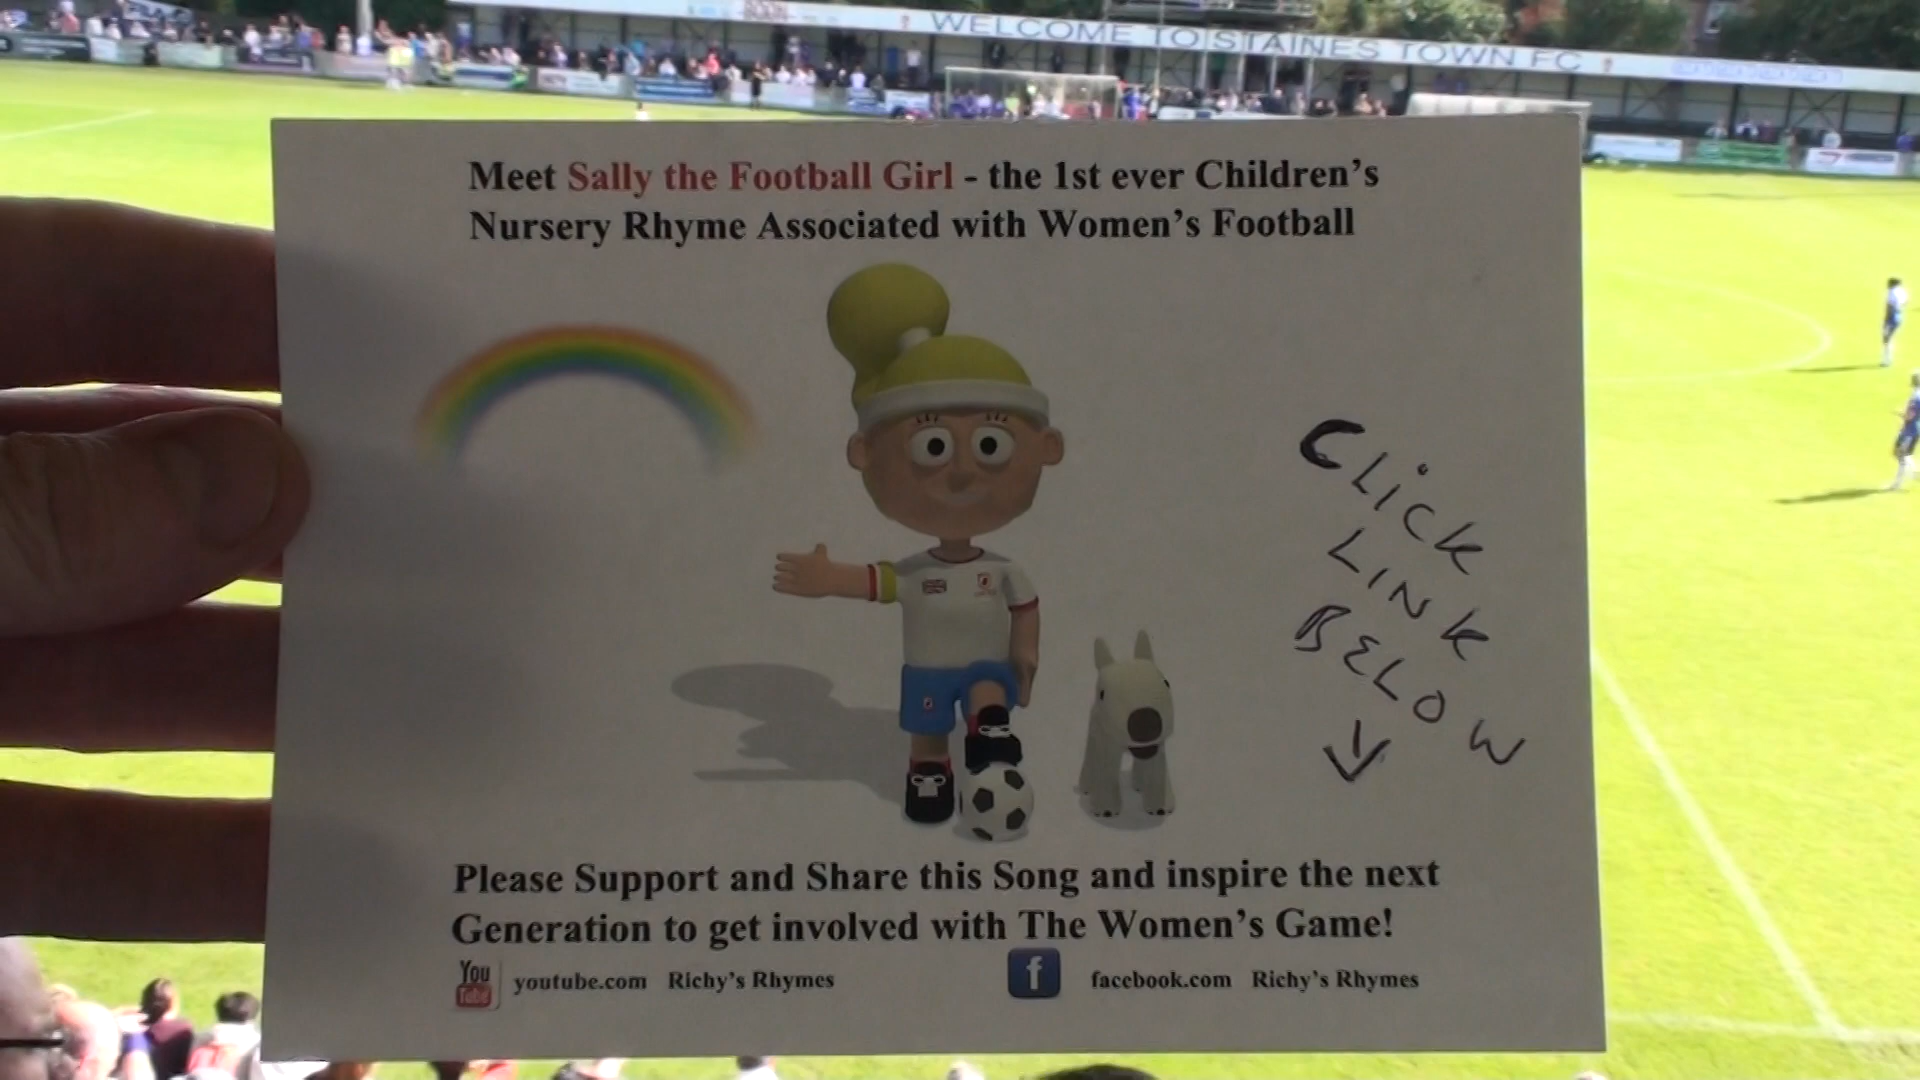 WELCOME TO STAINES TOWN FC
Meet Sally the Football Girl - the 1st ever Children's
Nursery Rhyme Associated with Women's Football
CLiCK
LINK
BELOW
Please Support and Share this Song and inspire the next
Generation to get involved with The Women's Game!
You Tube youtube.com Richy's Rhymes f facebook.com Richy's Rhymes